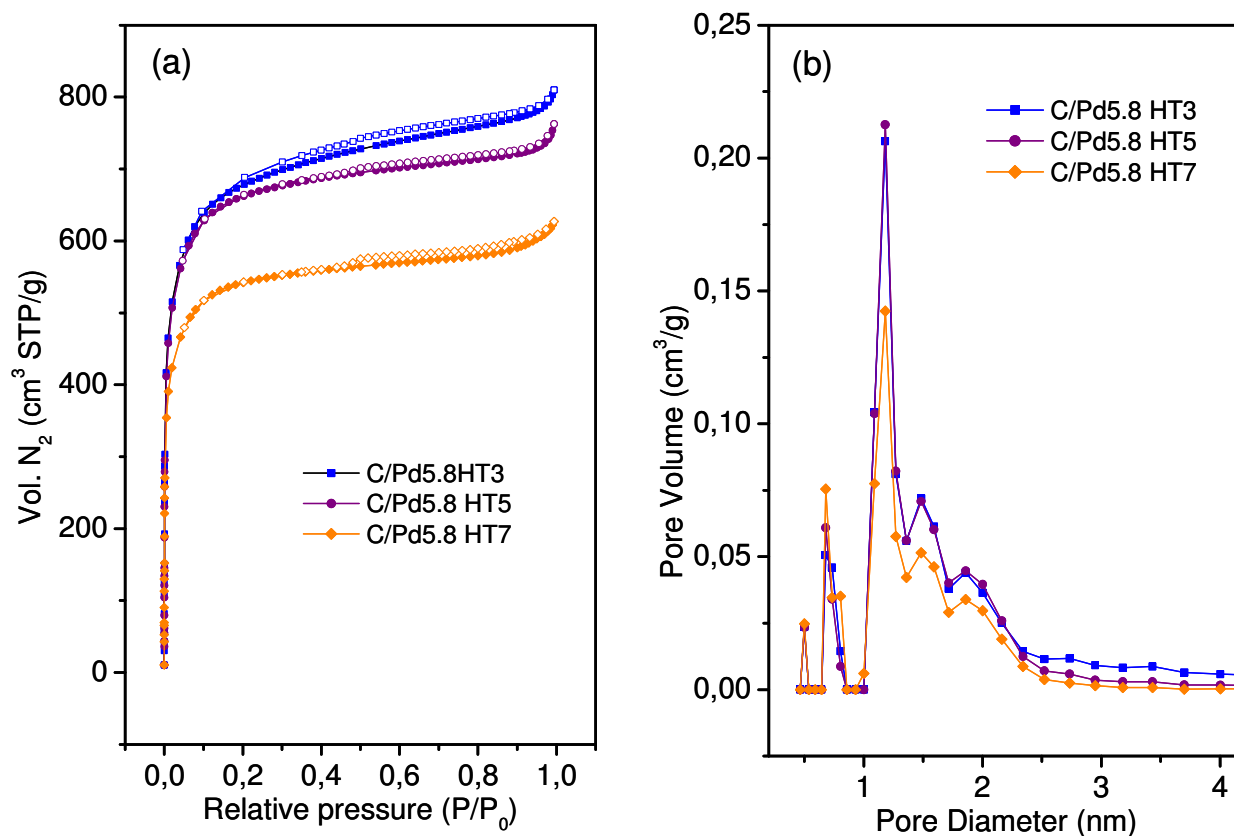 (a)
800
600
400
200
0
Vol. N₂ (cm³ STP/g)
C/Pd5.8HT3
C/Pd5.8 HT5
C/Pd5.8 HT7
0,0 0,2 0,4 0,6 0,8 1,0
Relative pressure (P/P₀)
(b)
0,25
0,20
0,15
0,10
0,05
0,00
Pore Volume (cm³/g)
C/Pd5.8 HT3
C/Pd5.8 HT5
C/Pd5.8 HT7
1 2 3 4
Pore Diameter (nm)